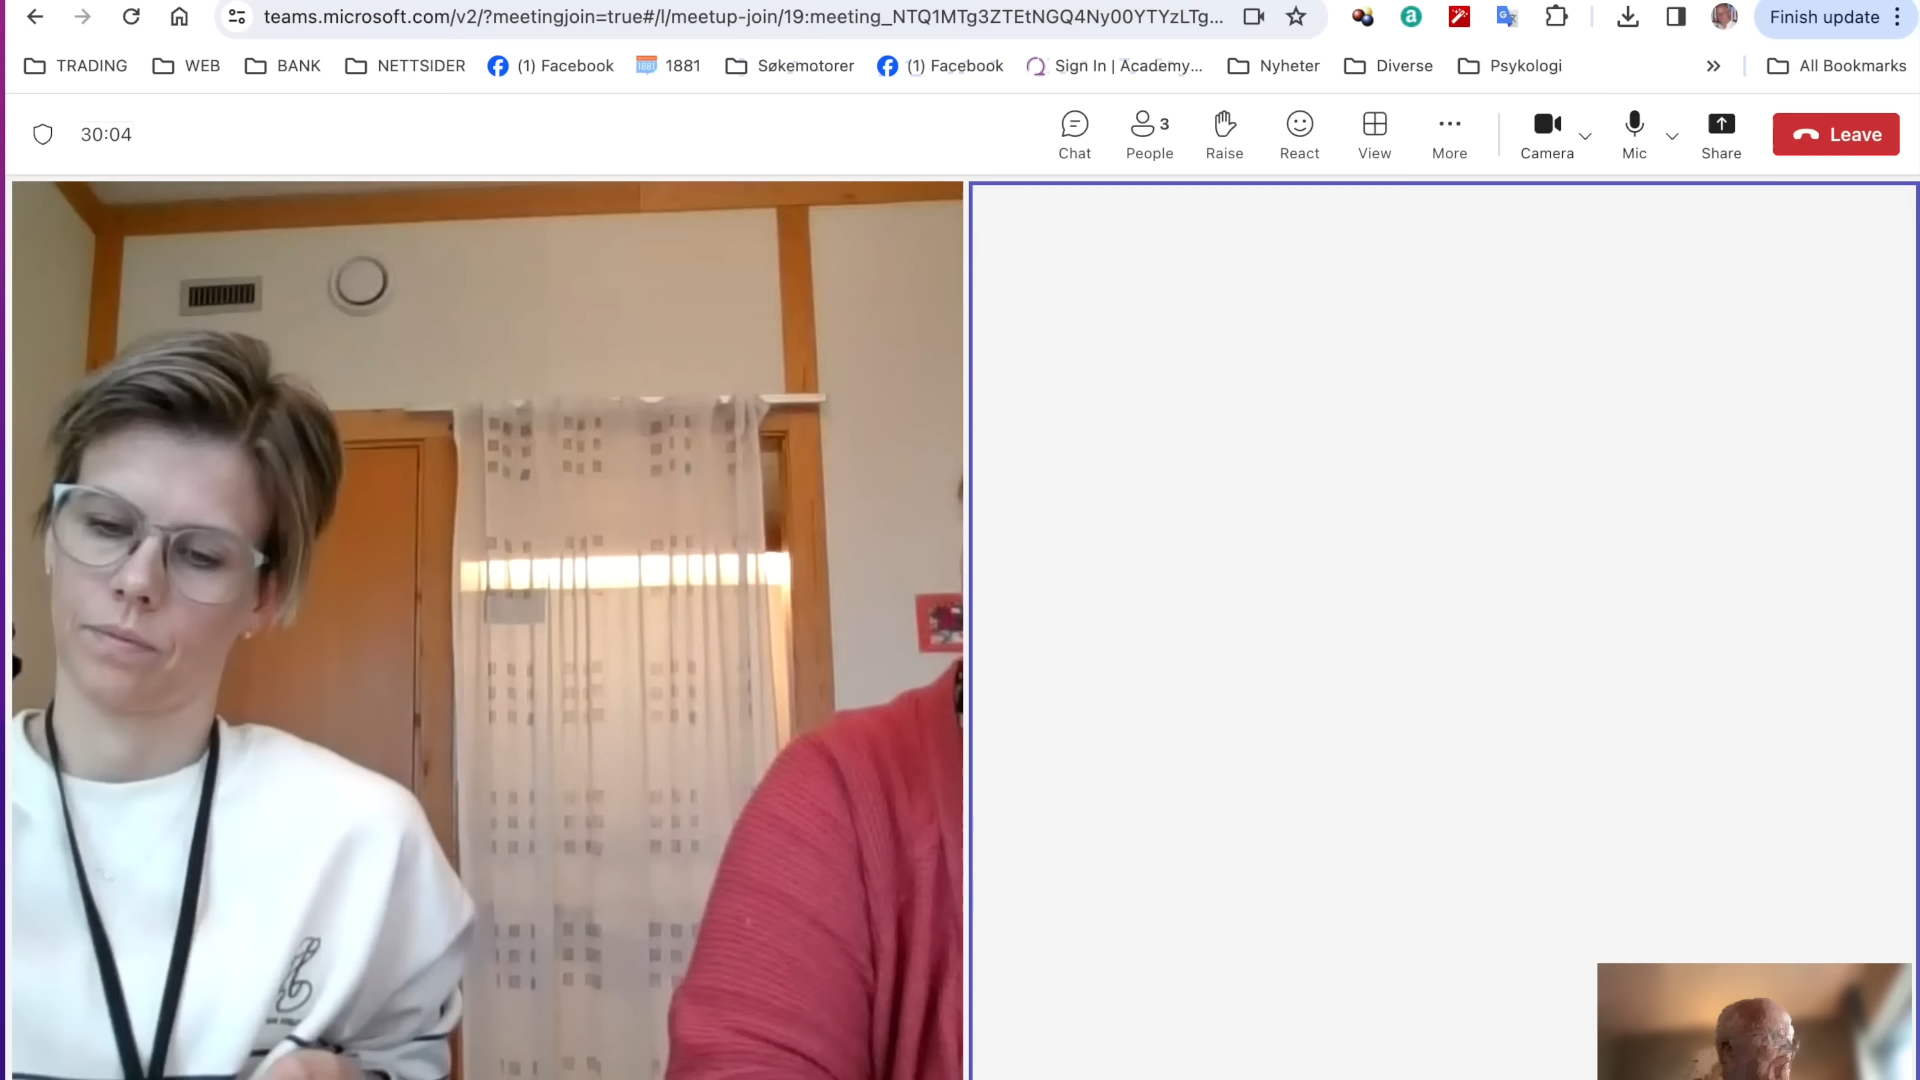 teams.microsoft.com/v2/?meetingjoin=true#/l/meetup-join/19:meeting_NTQ1MTg3ZTEtNGQ4Ny00YTYzLTg...
Finish update
TRADING WEB BANK NETTSIDER (1) Facebook 1881 Søkemotorer (1) Facebook Sign In | Academy... Nyheter Diverse Psykologi » All Bookmarks
30:04
3
Chat People Raise React View More Camera Mic Share Leave